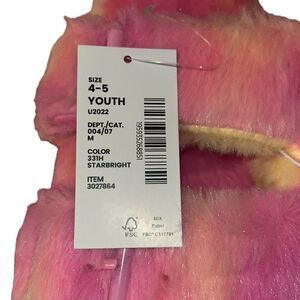 SIZE
4-5
YOUTH
U2022
DEPT./CAT.
004/07
M
COLOR
331H
STARBRIGHT
ITEM
3027864
FSC
MIX
Paper